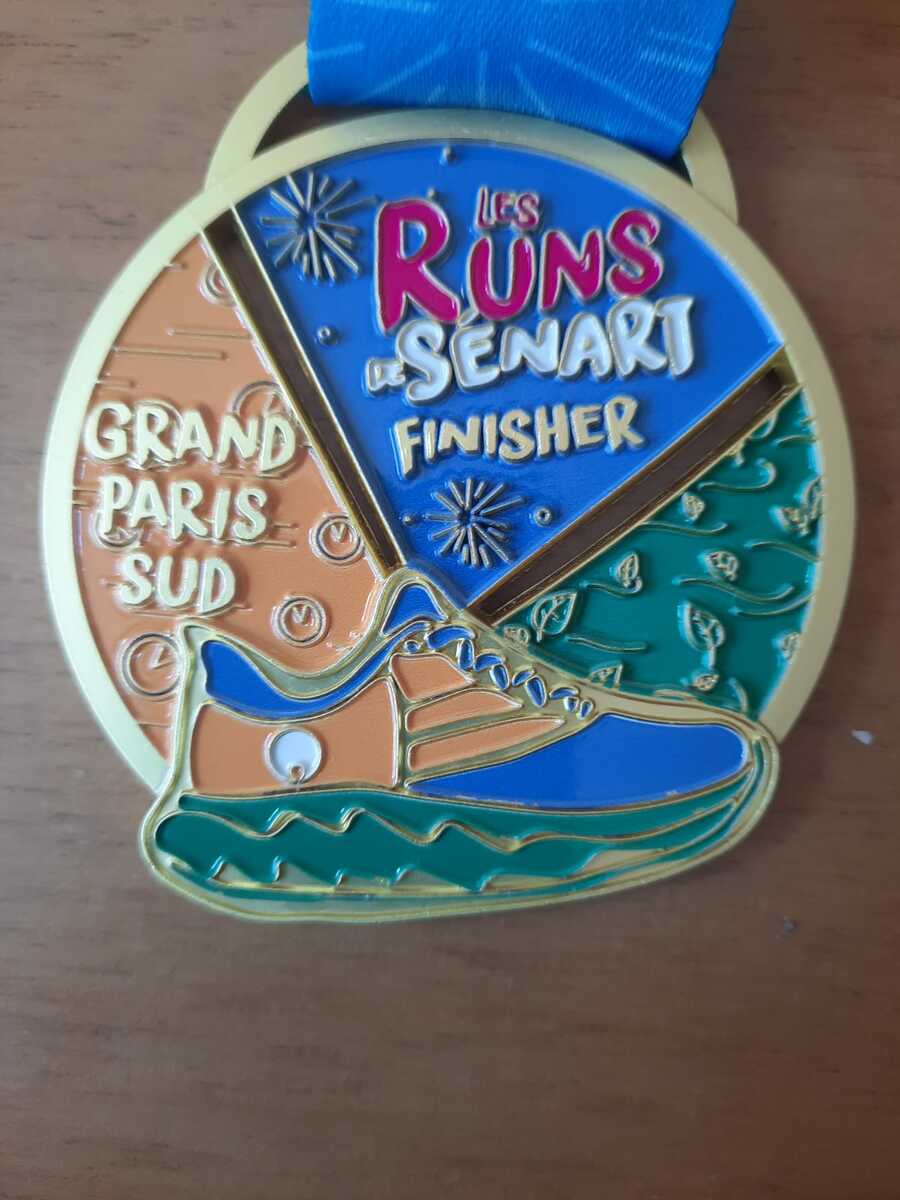 LES
RUNS
DE SÉNART
FINISHER
GRAND
PARIS
SUD